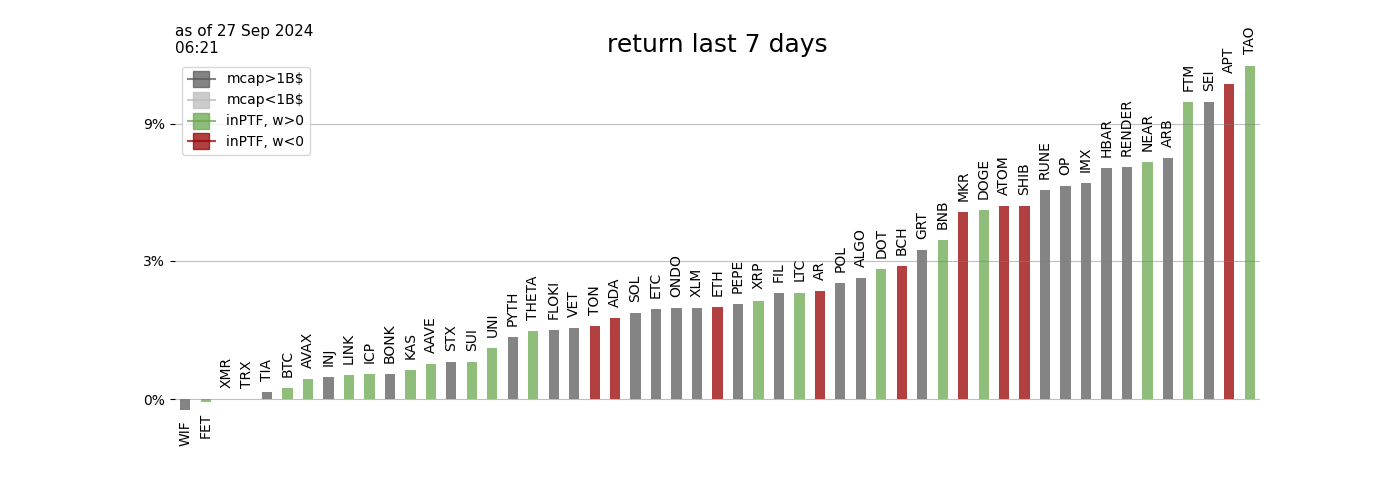 as of 27 Sep 2024
06:21
return last 7 days
mcap>1B$
mcap<1B$
inPTF, w>0
inPTF, w<0
9%
3%
0%
WIF
FET
XMR
TRX
TIA
BTC
AVAX
INJ
LINK
ICP
BONK
KAS
AAVE
STX
SUI
UNI
PYTH
THETA
FLOKI
VET
TON
ADA
SOL
ETC
ONDO
XLM
ETH
PEPE
XRP
FIL
LTC
AR
POL
ALGO
DOT
BCH
GRT
BNB
MKR
DOGE
ATOM
SHIB
RUNE
OP
IMX
HBAR
RENDER
NEAR
ARB
FTM
SEI
APT
TAO